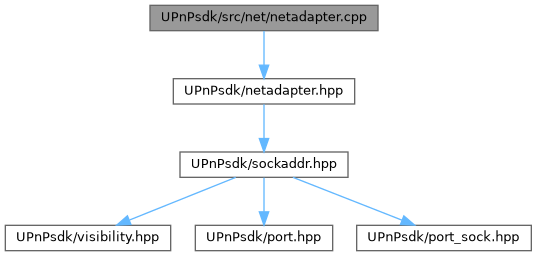 UPnPsdk/src/net/netadapter.cpp
UPnPsdk/netadapter.hpp
UPnPsdk/sockaddr.hpp
UPnPsdk/visibility.hpp
UPnPsdk/port.hpp
UPnPsdk/port_sock.hpp